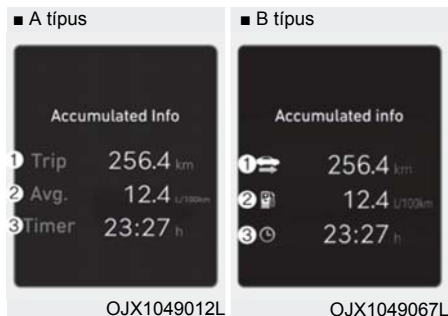 ■ A típus
Accumulated Info
1 Trip 256.4 km
2 Avg. 12.4 L/100km
3 Timer 23:27 h
OJX1049012L
■ B típus
Accumulated info
1 256.4 km
2 12.4 L/100km
3 23:27 h
OJX1049067L